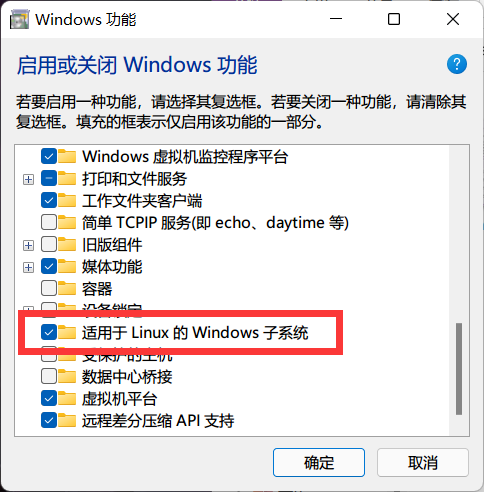 Windows 功能
启用或关闭 Windows 功能
若要启用一种功能，请选择其复选框。若要关闭一种功能，请清除其
复选框。填充的框表示仅启用该功能的一部分。
Windows 虚拟机监控程序平台
打印和文件服务
工作文件夹客户端
简单 TCPIP 服务(即 echo、daytime 等)
旧版组件
媒体功能
容器
设备锁定
适用于 Linux 的 Windows 子系统
受保护的主机
数据中心桥接
虚拟机平台
远程差分压缩 API 支持
确定 取消